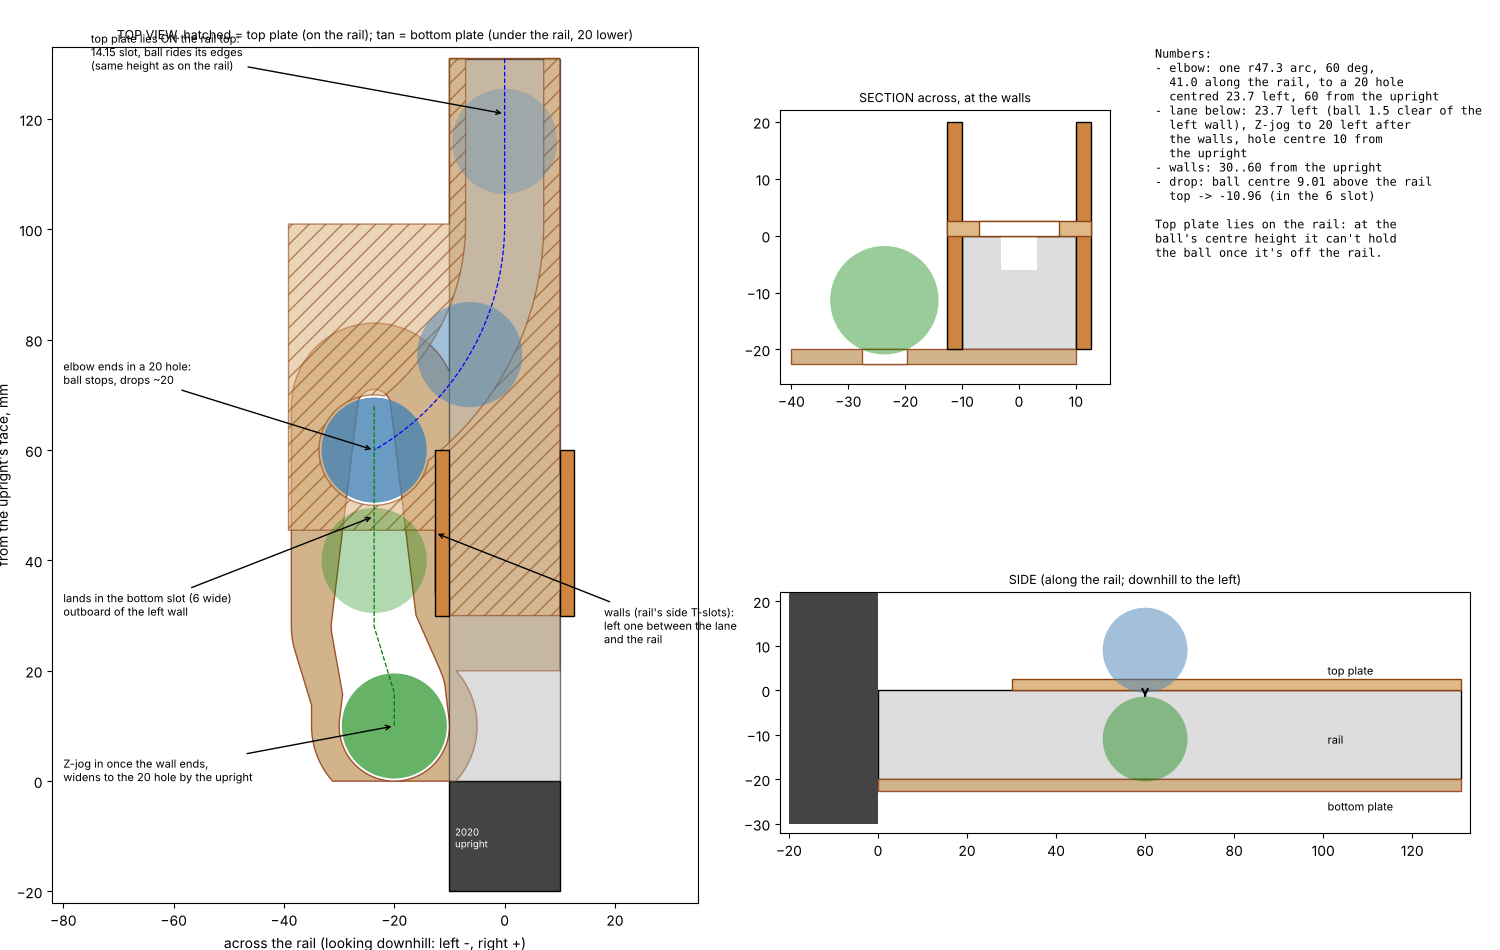 TOP VIEW hatched = top plate (on the rail); tan = bottom plate (under the rail, 20 lower)
top plate lies ON the rail top:
14.15 slot, ball rides its edges
(same height as on the rail)
elbow ends in a 20 hole:
ball stops, drops ~20
lands in the bottom slot (6 wide)
outboard of the left wall
Z-jog in once the wall ends,
widens to the 20 hole by the upright
walls (rail's side T-slots):
left one between the lane
and the rail
2020
upright
120
100
80
60
40
20
0
−20
−80 −60 −40 −20 0 20
across the rail (looking downhill: left -, right +)
from the upright's face, mm
SECTION across, at the walls
20
10
0
−10
−20
−40 −30 −20 −10 0 10
Numbers:
- elbow: one r47.3 arc, 60 deg,
41.0 along the rail, to a 20 hole
centred 23.7 left, 60 from the upright
- lane below: 23.7 left (ball 1.5 clear of the
left wall), Z-jog to 20 left after
the walls, hole centre 10 from
the upright
- walls: 30..60 from the upright
- drop: ball centre 9.01 above the rail
top -> -10.96 (in the 6 slot)
Top plate lies on the rail: at the
ball's centre height it can't hold
the ball once it's off the rail.
SIDE (along the rail; downhill to the left)
20
10
0
−10
−20
−30
top plate
rail
bottom plate
−20 0 20 40 60 80 100 120